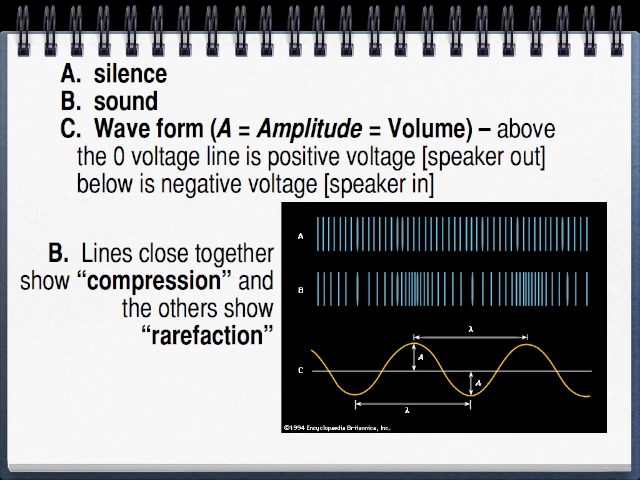 A. silence
B. sound
C. Wave form (A = Amplitude = Volume) – above
the 0 voltage line is positive voltage [speaker out]
below is negative voltage [speaker in]
B. Lines close together
show “compression” and
the others show
“rarefaction”
A
B
λ
A
C
A
λ
©1994 Encyclopaedia Britannica, Inc.